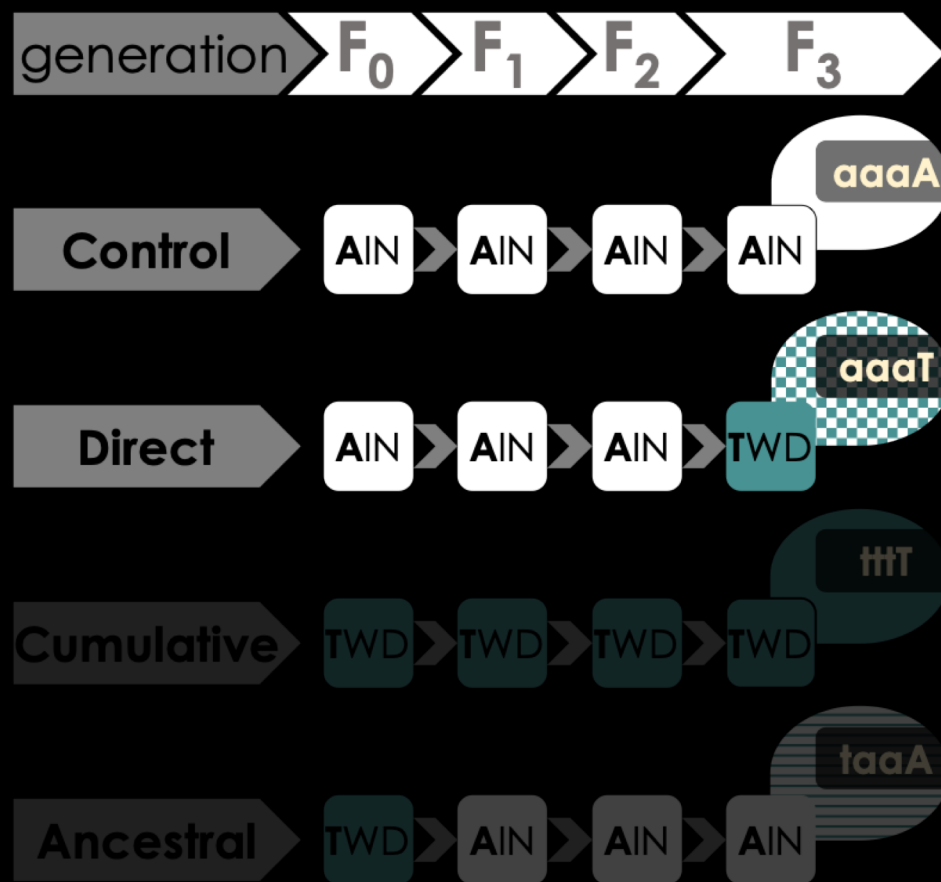 generation F0 F1 F2 F3
aaaA
Control AIN AIN AIN AIN
aaaT
Direct AIN AIN AIN TWD
tttT
Cumulative TWD TWD TWD TWD
taaA
Ancestral TWD AIN AIN AIN